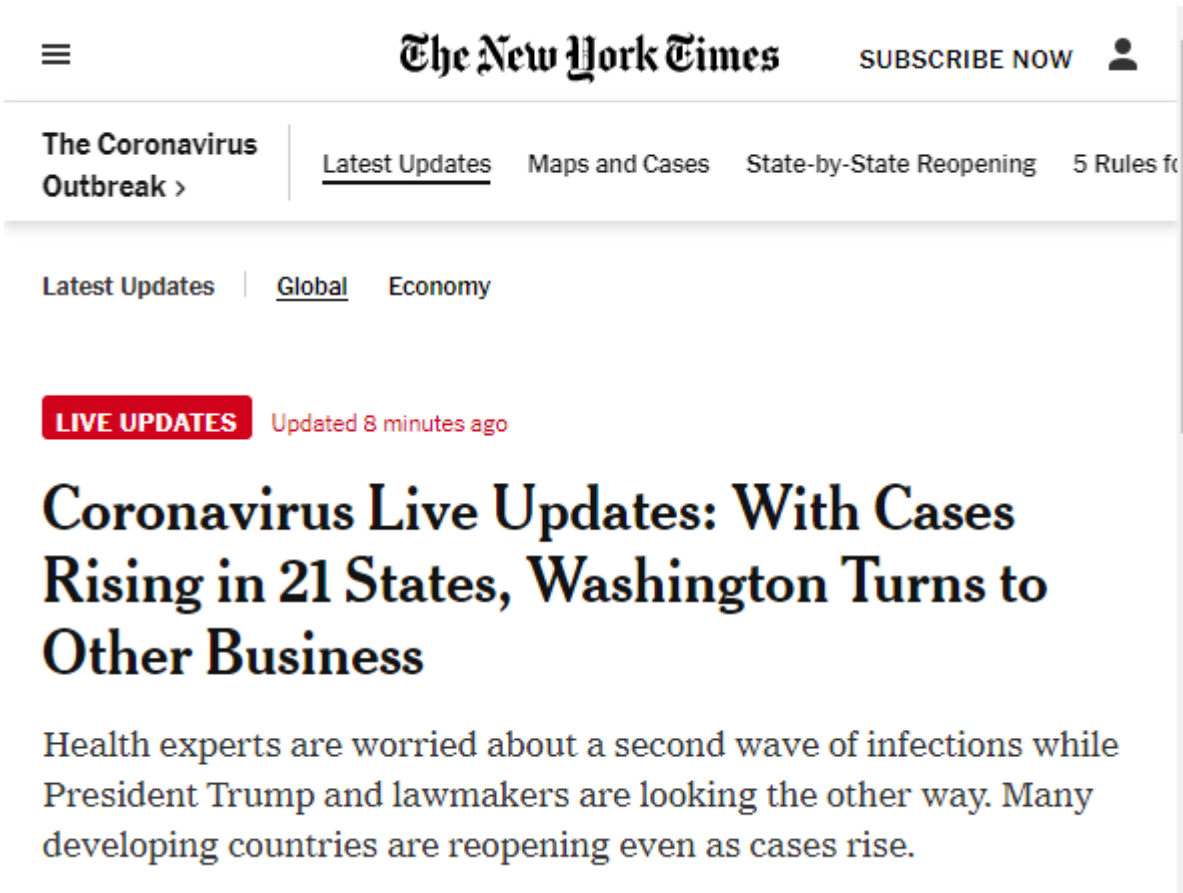 The New York Times
SUBSCRIBE NOW
The Coronavirus
Outbreak >
Latest Updates
Maps and Cases
State-by-State Reopening
5 Rules
Latest Updates
Global
Economy
LIVE UPDATES
Updated 8 minutes ago
Coronavirus Live Updates: With Cases
Rising in 21 States, Washington Turns to
Other Business
Health experts are worried about a second wave of infections while
President Trump and lawmakers are looking the other way. Many
developing countries are reopening even as cases rise.